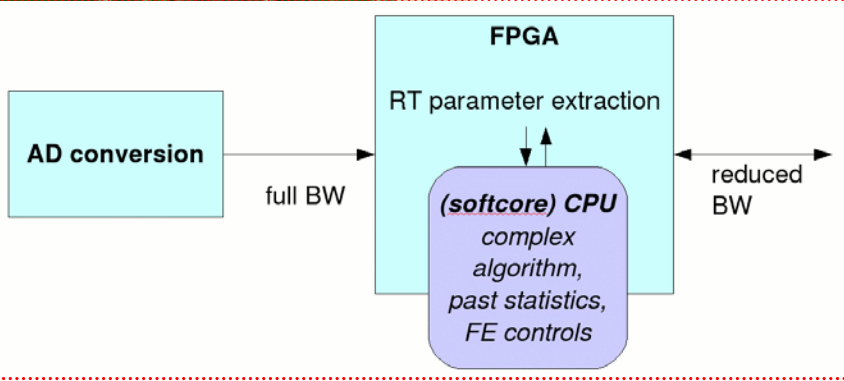 FPGA
RT parameter extraction
AD conversion
full BW
reduced
BW
(softcore) CPU
complex
algorithm,
past statistics,
FE controls